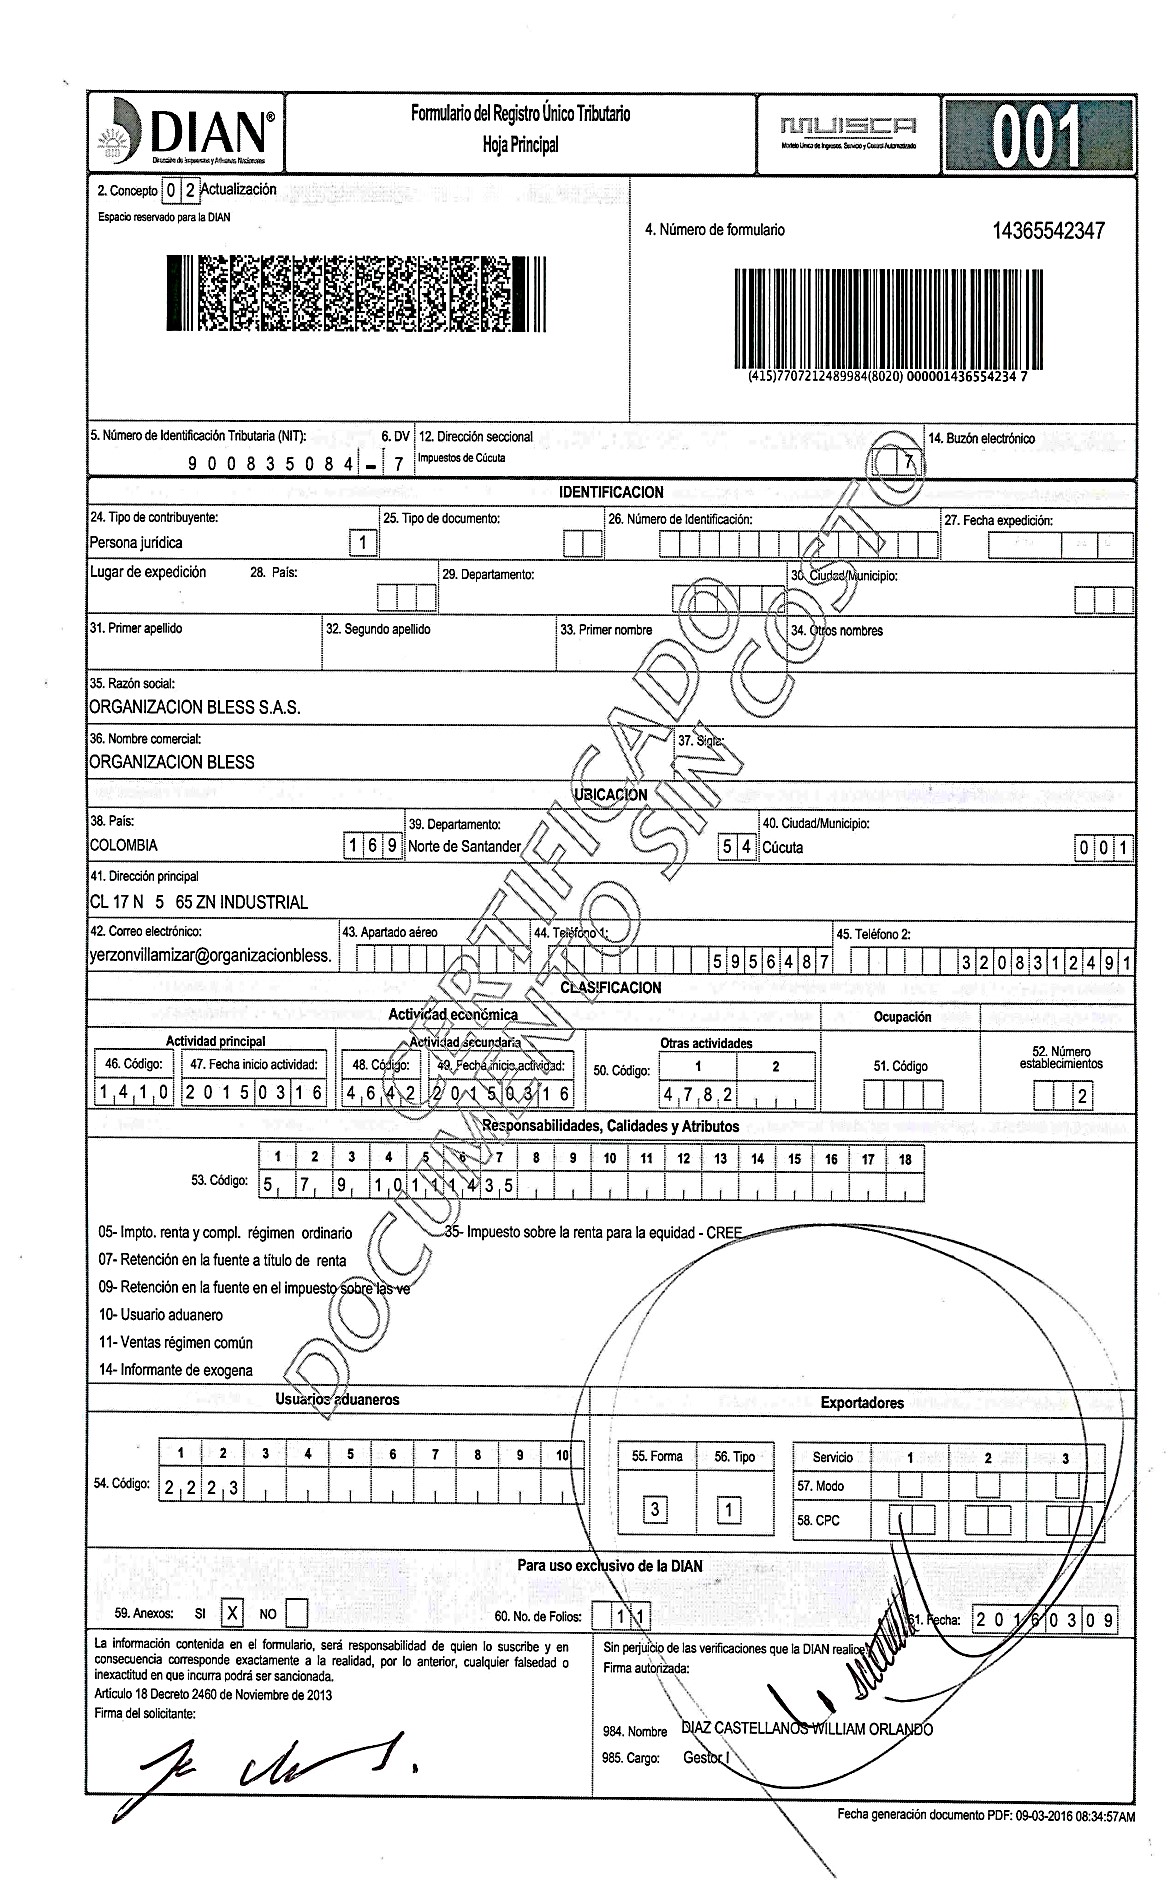 DIAN®
Formulario del Registro Único Tributario
Hoja Principal
MUISCA
001
2. Concepto 0 2 Actualización
Espacio reservado para la DIAN
4. Número de formulario
14365542347
(415)7707212489984(8020) 000001436554234 7
5. Número de Identificación Tributaria (NIT): 6. DV 12. Dirección seccional 14. Buzón electrónico
9 0 0 8 3 5 0 8 4 - 7 Impuestos de Cúcuta 7
IDENTIFICACION
24. Tipo de contribuyente: 25. Tipo de documento: 26. Número de Identificación: 27. Fecha expedición:
Persona jurídica 1
Lugar de expedición 28. País: 29. Departamento: 30. Ciudad/Municipio:
31. Primer apellido 32. Segundo apellido 33. Primer nombre 34. Otros nombres
35. Razón social:
ORGANIZACION BLESS S.A.S.
36. Nombre comercial: 37. Sigla:
ORGANIZACION BLESS
UBICACION
38. País: 39. Departamento: 40. Ciudad/Municipio:
COLOMBIA 1 6 9 Norte de Santander 5 4 Cúcuta 0 0 1
41. Dirección principal
CL 17 N 5 65 ZN INDUSTRIAL
42. Correo electrónico: 43. Apartado aéreo 44. Teléfono 1: 45. Teléfono 2:
yerzonvillamizar@organizacionbless. 5 9 5 6 4 8 7 3 2 0 8 3 1 2 4 9 1
CLASIFICACION
Actividad económica Ocupación
Actividad principal Actividad secundaria Otras actividades 52. Número establecimientos
46. Código: 47. Fecha inicio actividad: 48. Código: 49. Fecha inicio actividad: 50. Código: 1 2 51. Código
1 4 1 0 2 0 1 5 0 3 1 6 4 6 4 2 2 0 1 5 0 3 1 6 4 7 8 2 2
Responsabilidades, Calidades y Atributos
1 2 3 4 5 6 7 8 9 10 11 12 13 14 15 16 17 18
53. Código: 5 7 9 1 0 1 1 1 4 3 5
05- Impto. renta y compl. régimen ordinario 35- Impuesto sobre la renta para la equidad - CREE
07- Retención en la fuente a título de renta
09- Retención en la fuente en el impuesto sobre las ve
10- Usuario aduanero
11- Ventas régimen común
14- Informante de exogena
Usuarios aduaneros Exportadores
1 2 3 4 5 6 7 8 9 10
54. Código: 2 2 2 3
55. Forma 56. Tipo Servicio 1 2 3
3 1 57. Modo
58. CPC
Para uso exclusivo de la DIAN
59. Anexos: SI X NO 60. No. de Folios: 1 1 61. Fecha: 2 0 1 6 0 3 0 9
La información contenida en el formulario, será responsabilidad de quien lo suscribe y en
consecuencia corresponde exactamente a la realidad, por lo anterior, cualquier falsedad o
inexactitud en que incurra podrá ser sancionada.
Artículo 18 Decreto 2460 de Noviembre de 2013
Firma del solicitante:
Sin perjuicio de las verificaciones que la DIAN realice.
Firma autorizada:
984. Nombre DIAZ CASTELLANOS WILLIAM ORLANDO
985. Cargo: Gestor I
Fecha generación documento PDF: 09-03-2016 08:34:57AM
CERTIFICADO
DOCUMENTO SIN COSTO